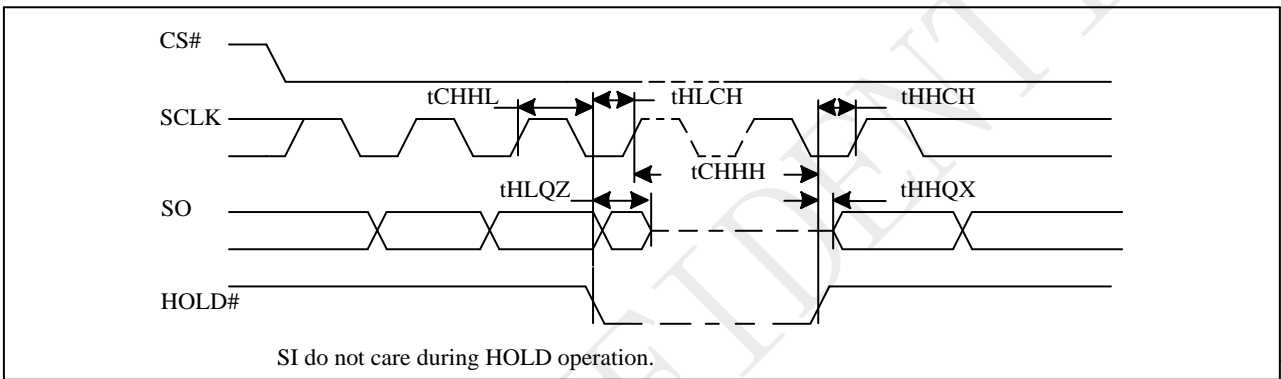 CS#
tCHHL tHLCH tHHCH
SCLK
tCHHH
tHLQZ tHHQX
SO
HOLD#
SI do not care during HOLD operation.